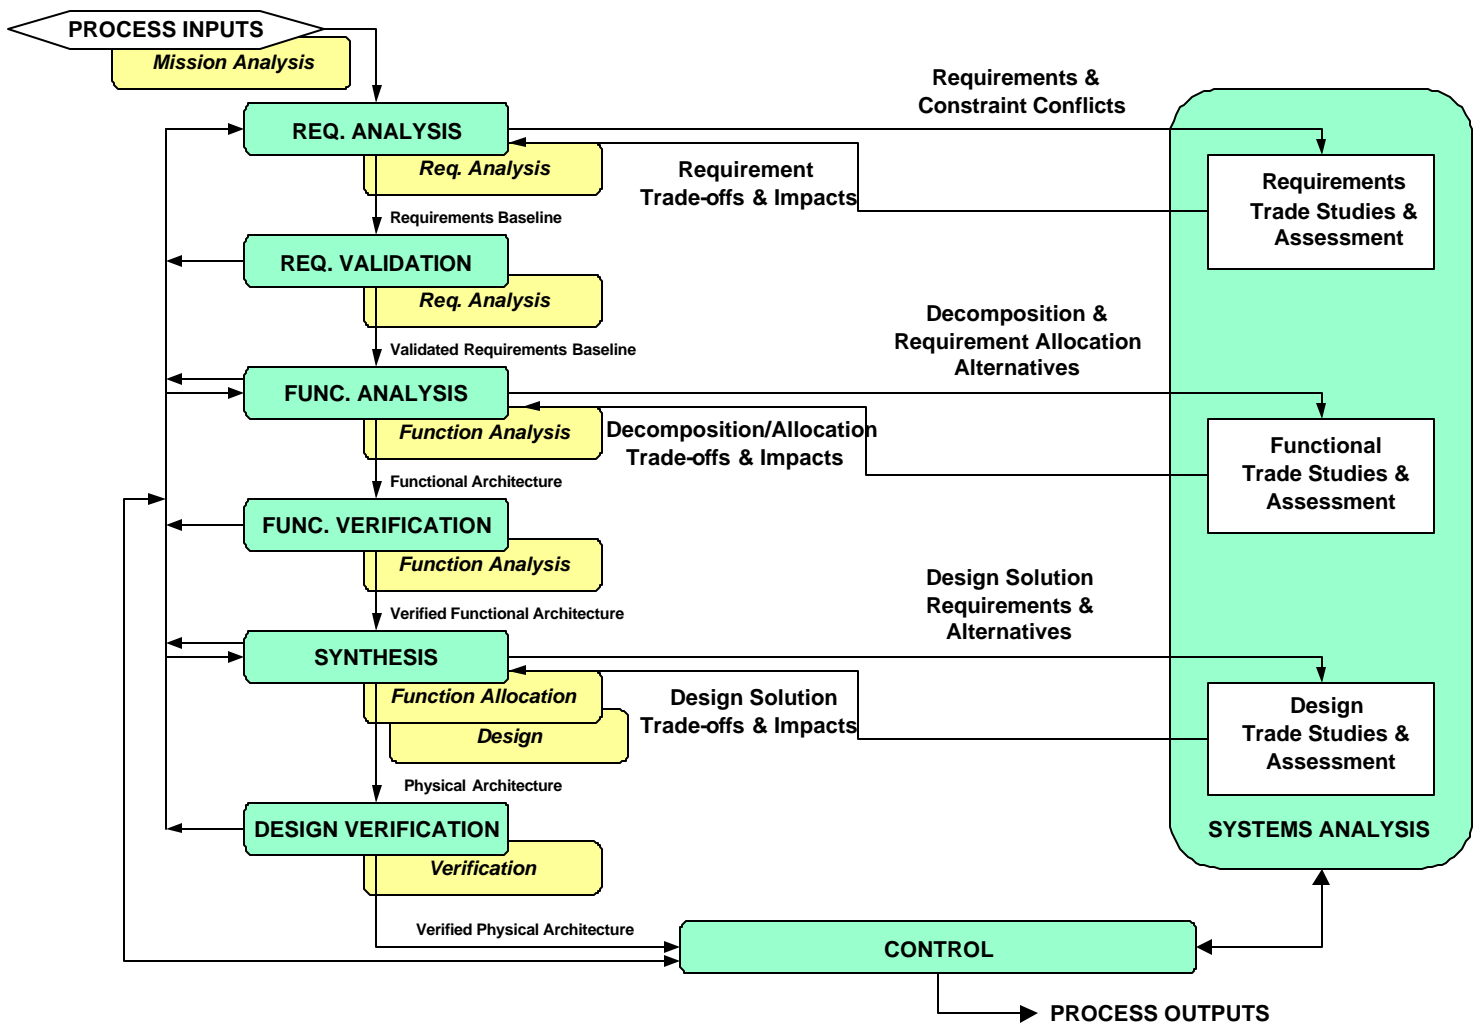 PROCESS INPUTS
Mission Analysis
Requirements &
Constraint Conflicts
REQ. ANALYSIS
Req. Analysis
Requirement
Trade-offs & Impacts
Requirements
Trade Studies &
Assessment
Requirements Baseline
REQ. VALIDATION
Req. Analysis
Decomposition &
Requirement Allocation
Alternatives
Validated Requirements Baseline
FUNC. ANALYSIS
Function Analysis
Decomposition/Allocation
Trade-offs & Impacts
Functional
Trade Studies &
Assessment
Functional Architecture
FUNC. VERIFICATION
Function Analysis
Design Solution
Requirements &
Alternatives
Verified Functional Architecture
SYNTHESIS
Function Allocation
Design
Design Solution
Trade-offs & Impacts
Design
Trade Studies &
Assessment
Physical Architecture
DESIGN VERIFICATION
Verification
SYSTEMS ANALYSIS
Verified Physical Architecture
CONTROL
PROCESS OUTPUTS